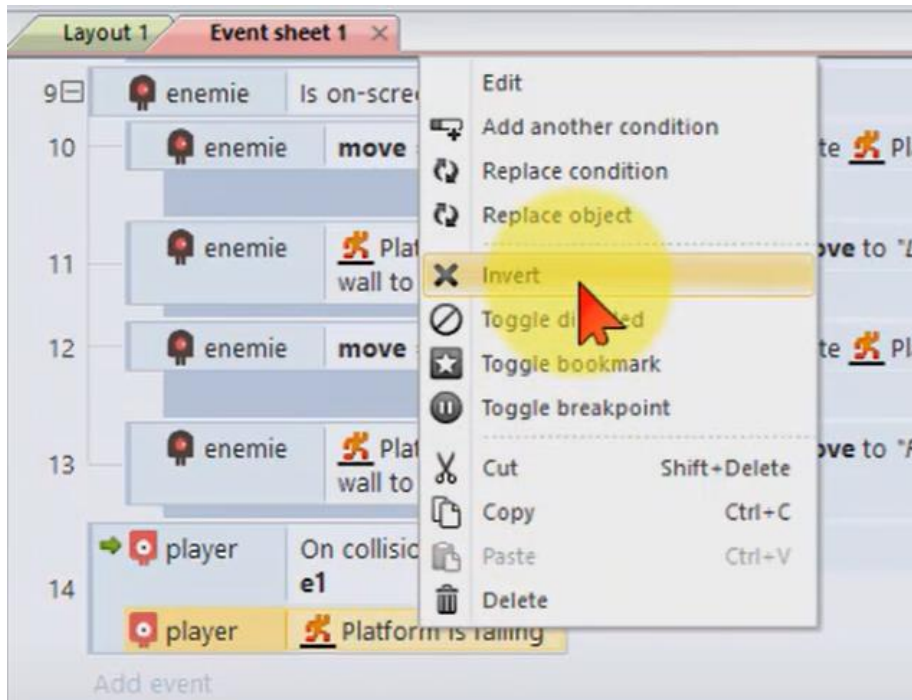 Layout 1 Event sheet 1
9 enemie Is on-scree
10 enemie move te Pl
11 enemie Plat ove to "L
wall to
12 enemie move te Pl
13 enemie Plat ove to "R
wall to
14 player On collisio
e1
player Platform is falling
Add event
Edit
Add another condition
Replace condition
Replace object
Invert
Toggle disabled
Toggle bookmark
Toggle breakpoint
Cut Shift+Delete
Copy Ctrl+C
Paste Ctrl+V
Delete